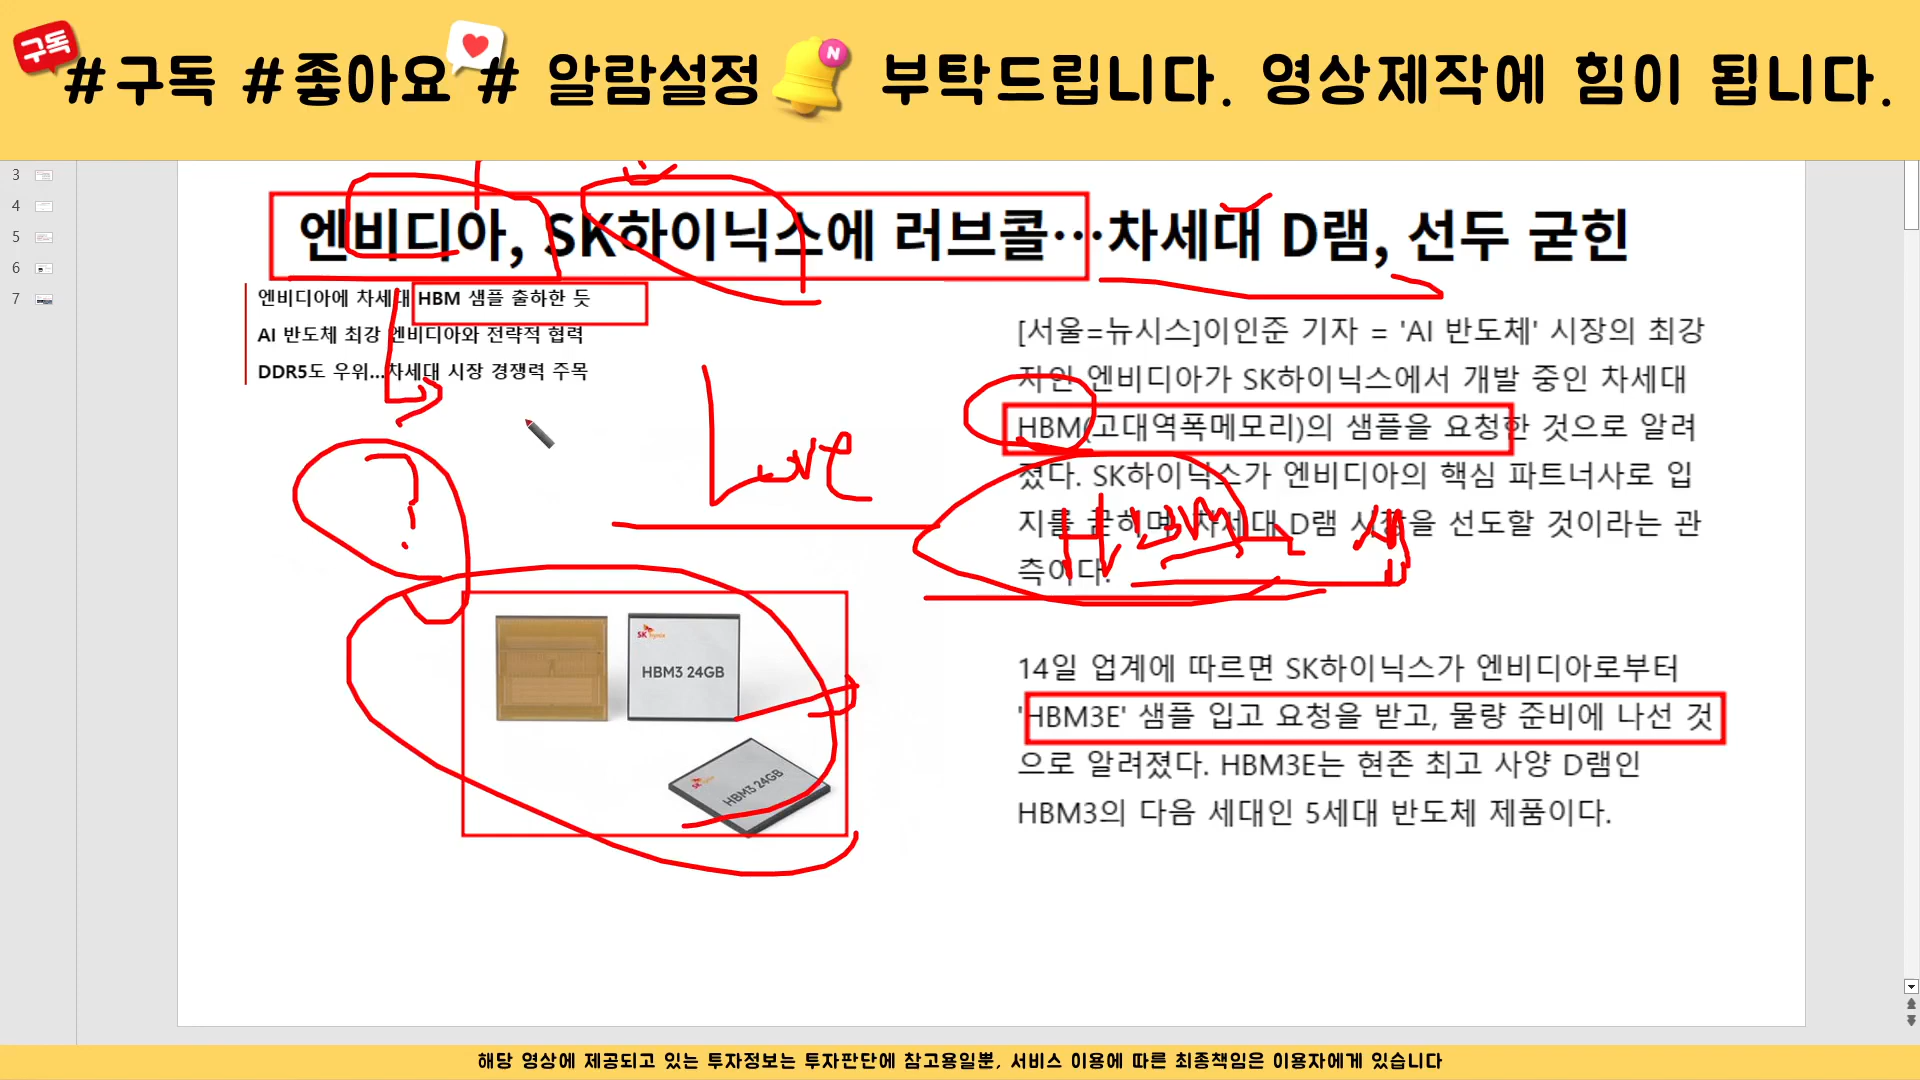 구독
#구독 #좋아요 # 알람설정 N 부탁드립니다. 영상제작에 힘이 됩니다.
3
4
5
6
7
엔비디아, SK하이닉스에 러브콜…차세대 D램, 선두 굳힌
엔비디아에 차세대 HBM 샘플 출하한 듯
AI 반도체 최강 엔비디아와 전략적 협력
DDR5도 우위...차세대 시장 경쟁력 주목
?
Love
[서울=뉴시스]이인준 기자 = 'AI 반도체' 시장의 최강
자인 엔비디아가 SK하이닉스에서 개발 중인 차세대
HBM(고대역폭메모리)의 샘플을 요청한 것으로 알려
졌다. SK하이닉스가 엔비디아의 핵심 파트너사로 입
지를 굳히며, 차세대 D램 시장을 선도할 것이라는 관
측이다.
HBM
SK hynix
HBM3 24GB
SK hynix
HBM3 24GB
14일 업계에 따르면 SK하이닉스가 엔비디아로부터
'HBM3E' 샘플 입고 요청을 받고, 물량 준비에 나선 것
으로 알려졌다. HBM3E는 현존 최고 사양 D램인
HBM3의 다음 세대인 5세대 반도체 제품이다.
해당 영상에 제공되고 있는 투자정보는 투자판단에 참고용일뿐, 서비스 이용에 따른 최종책임은 이용자에게 있습니다